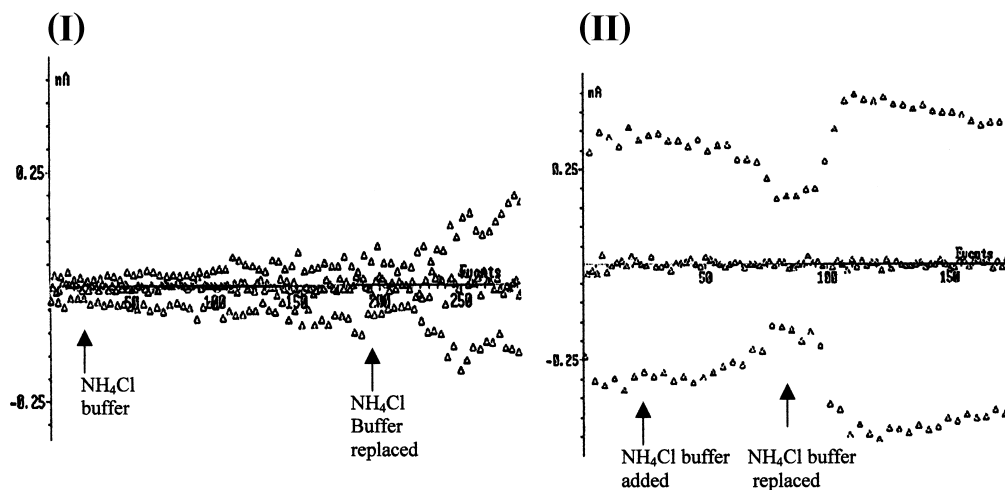 (I)
nA
0.25
Events
50
100
150
200
250
NH₄Cl
buffer
NH₄Cl
Buffer
replaced
-0.25
(II)
nA
0.25
Events
50
100
150
-0.25
NH₄Cl buffer
added
NH₄Cl buffer
replaced